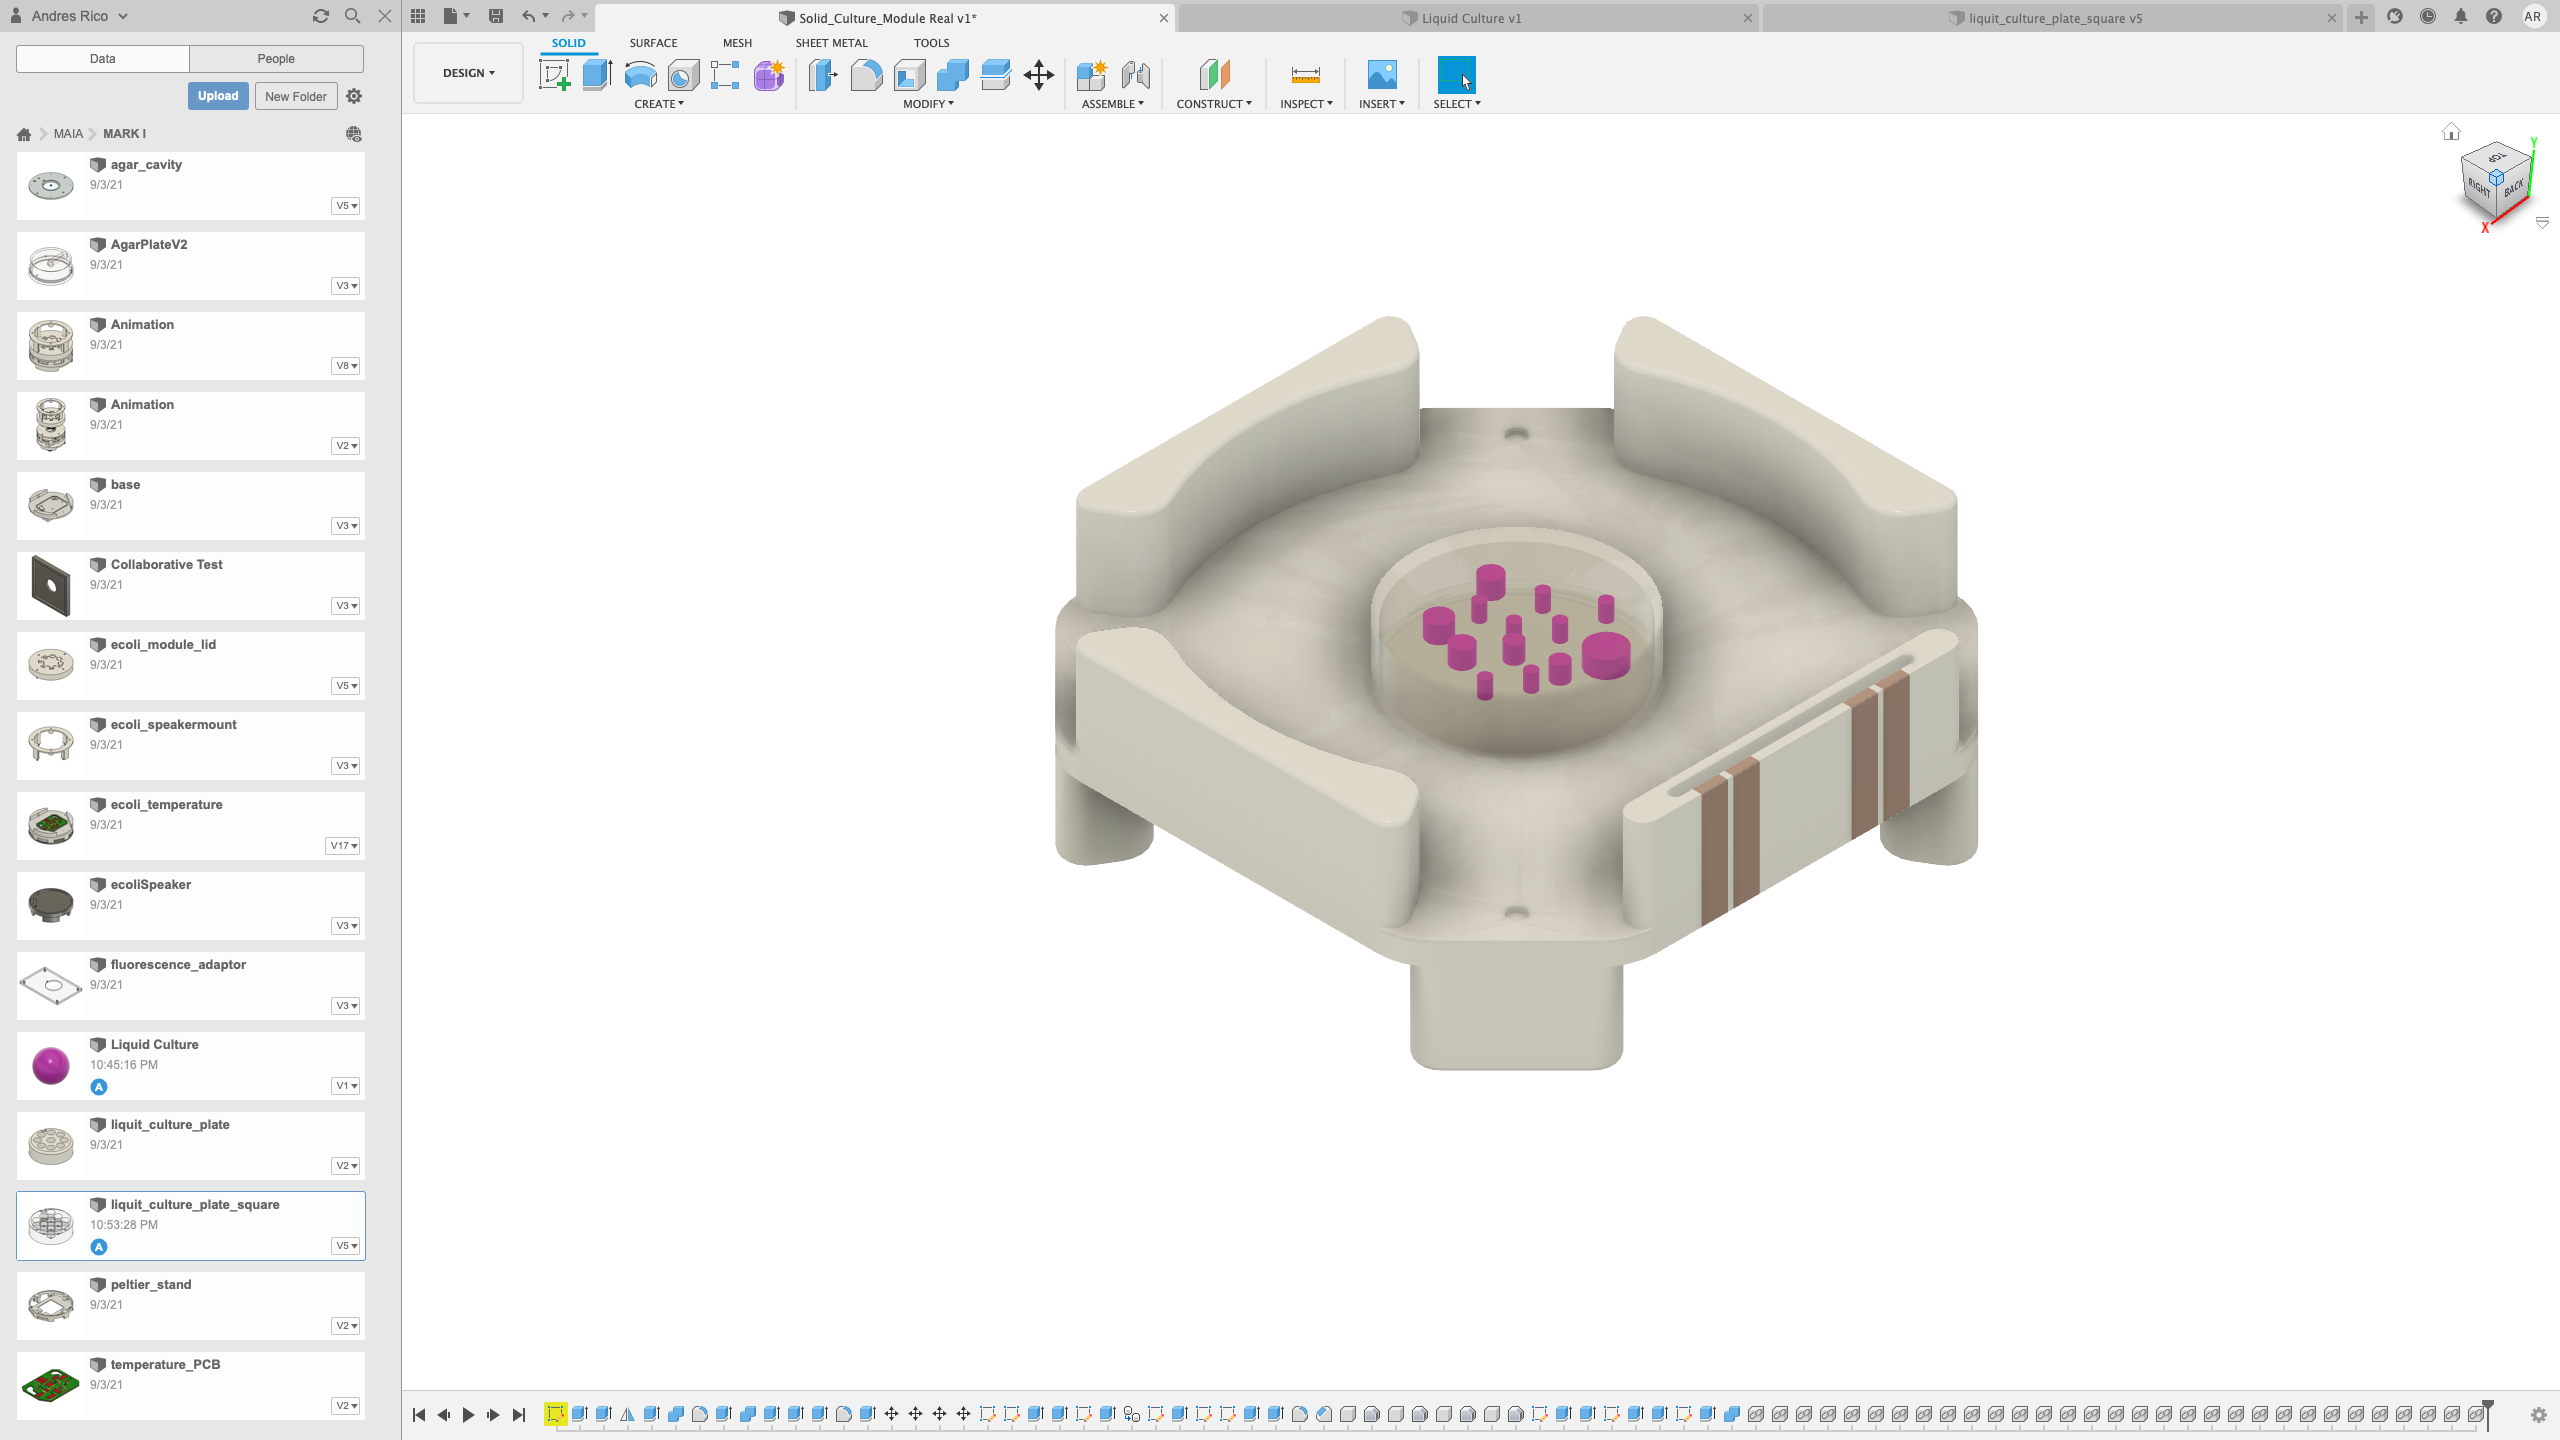 Andres Rico
Solid_Culture_Module Real v1*
Liquid Culture v1
liquit_culture_plate_square v5
AR
Data
People
Upload
New Folder
MAIA
MARK I
DESIGN
SOLID
SURFACE
MESH
SHEET METAL
TOOLS
CREATE
MODIFY
ASSEMBLE
CONSTRUCT
INSPECT
INSERT
SELECT
TOP
RIGHT
BACK
Y
X
agar_cavity
9/3/21
V5
AgarPlateV2
9/3/21
V3
Animation
9/3/21
V8
Animation
9/3/21
V2
base
9/3/21
V3
Collaborative Test
9/3/21
V3
ecoli_module_lid
9/3/21
V5
ecoli_speakermount
9/3/21
V3
ecoli_temperature
9/3/21
V17
ecoliSpeaker
9/3/21
V3
fluorescence_adaptor
9/3/21
V3
Liquid Culture
10:45:16 PM
A
V1
liquit_culture_plate
9/3/21
V2
liquit_culture_plate_square
10:53:28 PM
A
V5
peltier_stand
9/3/21
V2
temperature_PCB
9/3/21
V2